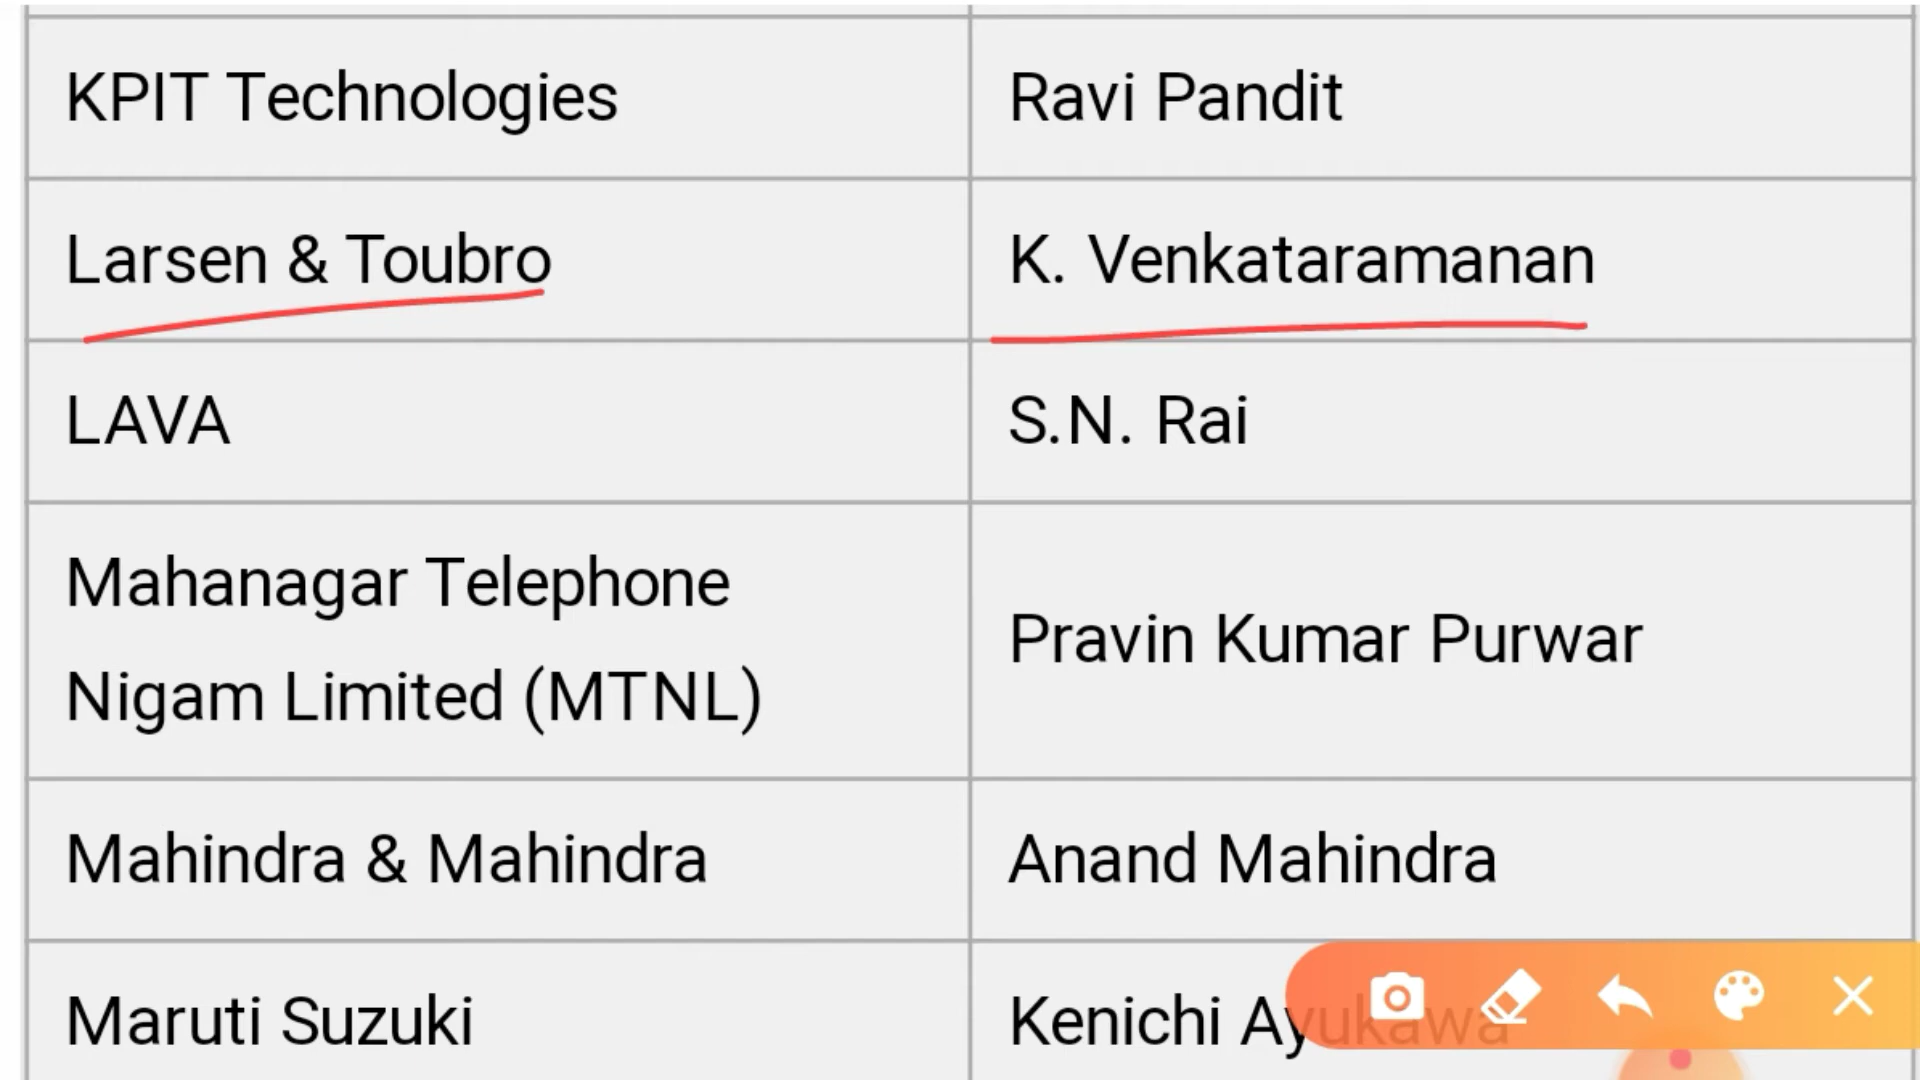 KPIT Technologies
Ravi Pandit
Larsen & Toubro
K. Venkataramanan
LAVA
S.N. Rai
Mahanagar Telephone
Nigam Limited (MTNL)
Pravin Kumar Purwar
Mahindra & Mahindra
Anand Mahindra
Maruti Suzuki
Kenichi Ayukawa